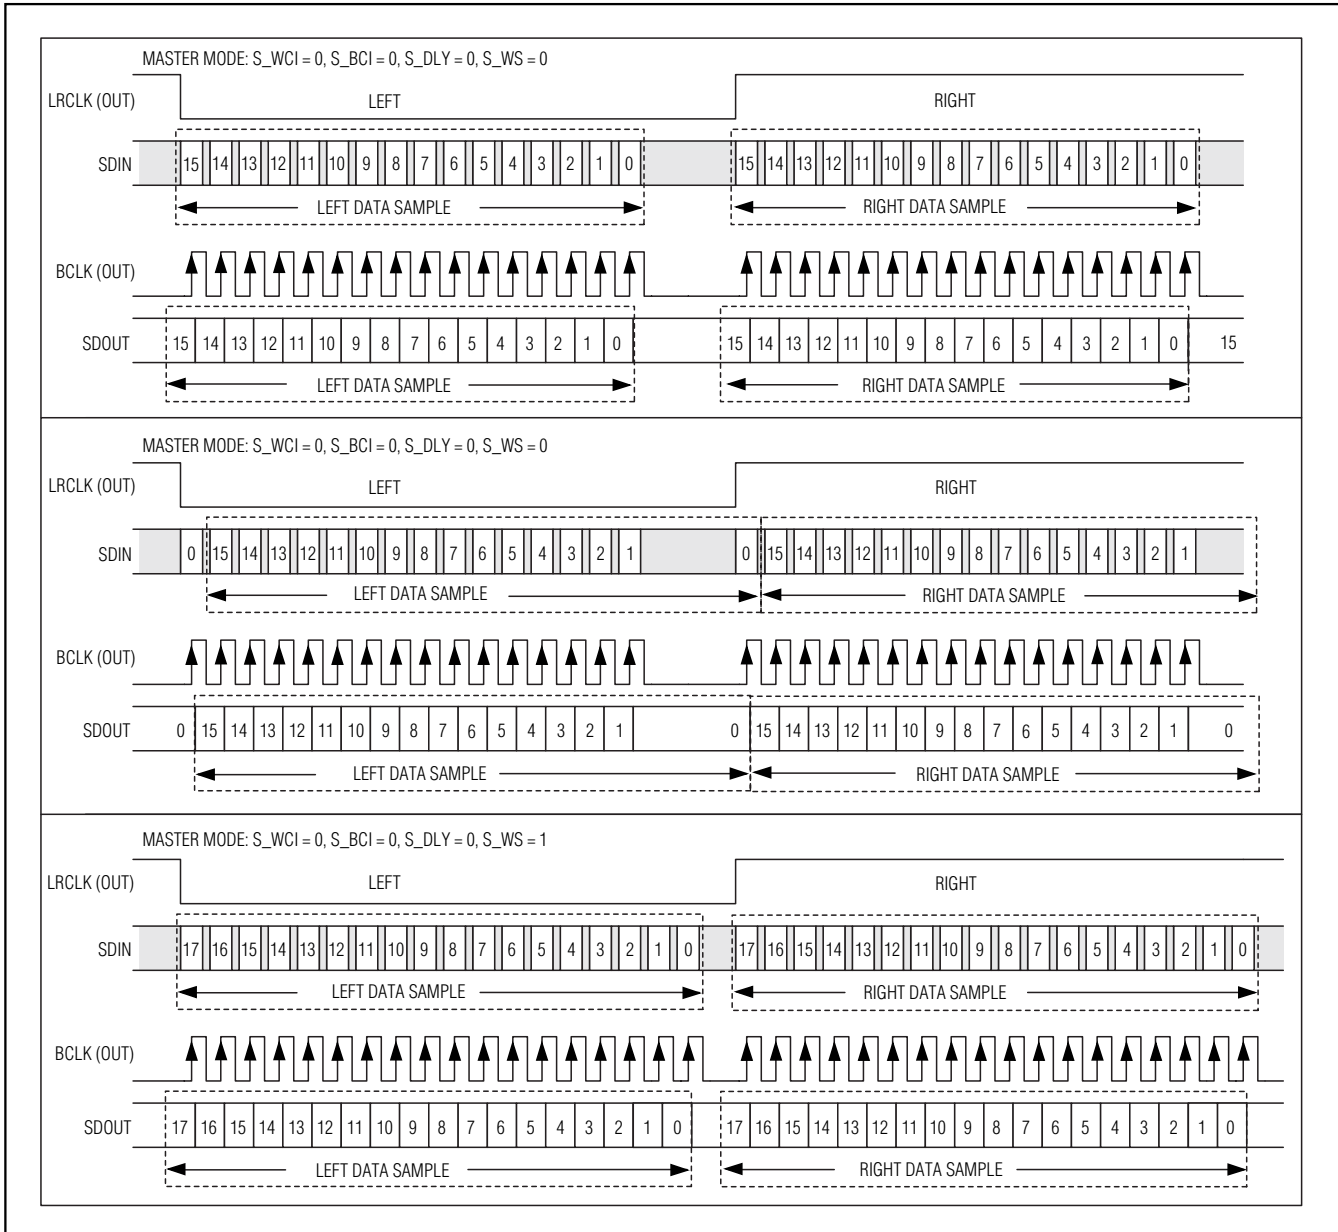 MASTER MODE: S_WCI = 0, S_BCI = 0, S_DLY = 0, S_WS = 0
LRCLK (OUT) LEFT RIGHT
SDIN 15 14 13 12 11 10 9 8 7 6 5 4 3 2 1 0 15 14 13 12 11 10 9 8 7 6 5 4 3 2 1 0
LEFT DATA SAMPLE RIGHT DATA SAMPLE
BCLK (OUT)
SDOUT 15 14 13 12 11 10 9 8 7 6 5 4 3 2 1 0 15 14 13 12 11 10 9 8 7 6 5 4 3 2 1 0 15
LEFT DATA SAMPLE RIGHT DATA SAMPLE
MASTER MODE: S_WCI = 0, S_BCI = 0, S_DLY = 0, S_WS = 0
LRCLK (OUT) LEFT RIGHT
SDIN 0 15 14 13 12 11 10 9 8 7 6 5 4 3 2 1 0 15 14 13 12 11 10 9 8 7 6 5 4 3 2 1
LEFT DATA SAMPLE RIGHT DATA SAMPLE
BCLK (OUT)
SDOUT 0 15 14 13 12 11 10 9 8 7 6 5 4 3 2 1 0 15 14 13 12 11 10 9 8 7 6 5 4 3 2 1 0
LEFT DATA SAMPLE RIGHT DATA SAMPLE
MASTER MODE: S_WCI = 0, S_BCI = 0, S_DLY = 0, S_WS = 1
LRCLK (OUT) LEFT RIGHT
SDIN 17 16 15 14 13 12 11 10 9 8 7 6 5 4 3 2 1 0 17 16 15 14 13 12 11 10 9 8 7 6 5 4 3 2 1 0
LEFT DATA SAMPLE RIGHT DATA SAMPLE
BCLK (OUT)
SDOUT 17 16 15 14 13 12 11 10 9 8 7 6 5 4 3 2 1 0 17 16 15 14 13 12 11 10 9 8 7 6 5 4 3 2 1 0
LEFT DATA SAMPLE RIGHT DATA SAMPLE